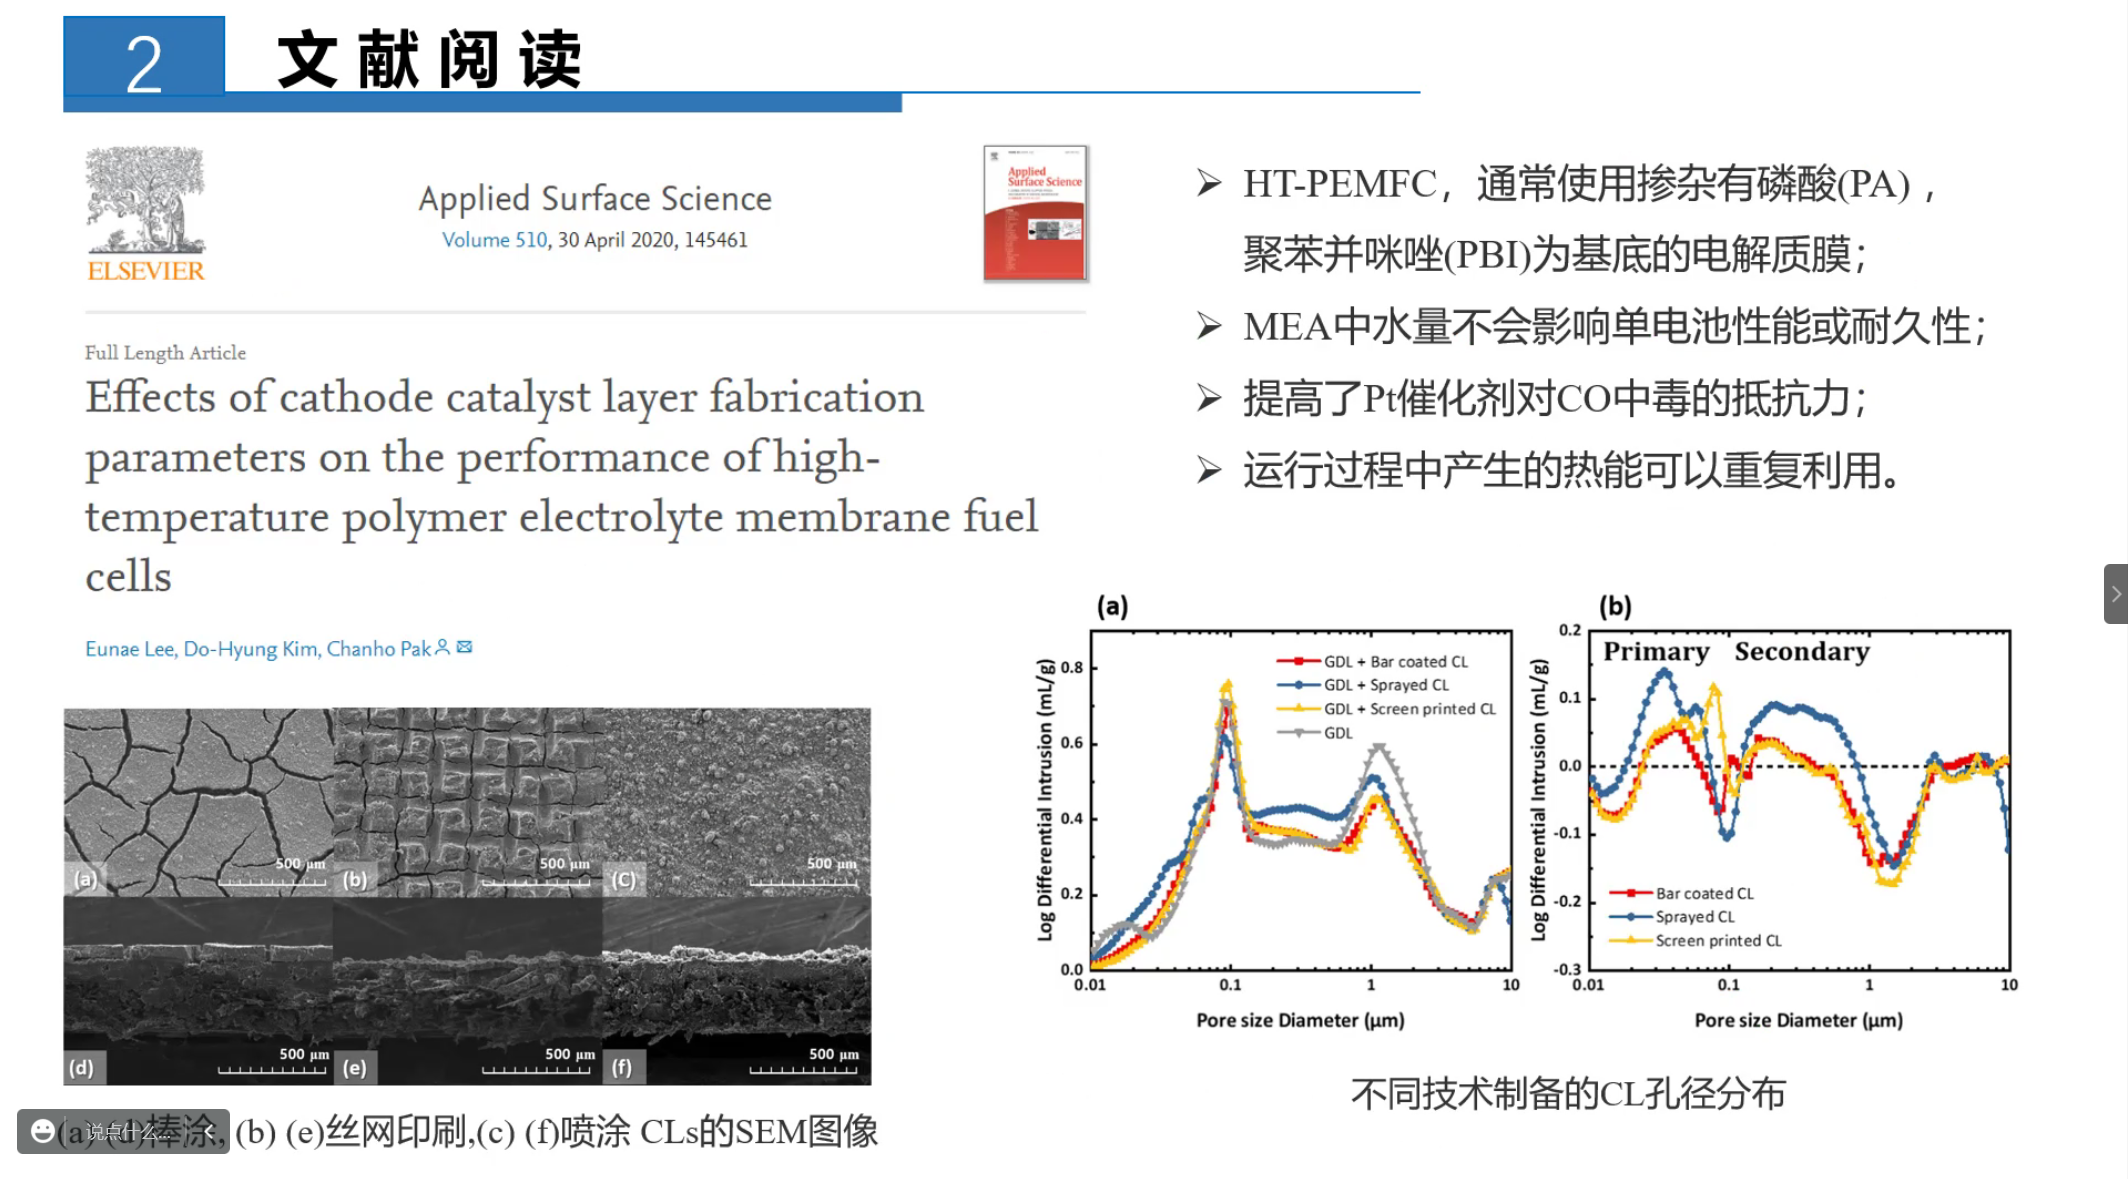 2
文献阅读
ELSEVIER
Applied Surface Science
Volume 510, 30 April 2020, 145461
Applied
Surface Science
Full Length Article
Effects of cathode catalyst layer fabrication
parameters on the performance of high-
temperature polymer electrolyte membrane fuel
cells
Eunae Lee, Do-Hyung Kim, Chanho Pak
➢ HT-PEMFC，通常使用掺杂有磷酸(PA)，
聚苯并咪唑(PBI)为基底的电解质膜；
➢ MEA中水量不会影响单电池性能或耐久性；
➢ 提高了Pt催化剂对CO中毒的抵抗力；
➢ 运行过程中产生的热能可以重复利用。
(a) 500 µm
(b) 500 µm
(C) 500 µm
(d) 500 µm
(e) 500 µm
(f) 500 µm
(a) (d)棒涂, (b) (e)丝网印刷,(c) (f)喷涂 CLs的SEM图像
说点什么...
(a)
Log Differential Intrusion (mL/g)
0.8
0.6
0.4
0.2
0.0
GDL + Bar coated CL
GDL + Sprayed CL
GDL + Screen printed CL
GDL
0.01 0.1 1 10
Pore size Diameter (µm)
(b)
Log Differential Intrusion (mL/g)
0.2
0.1
0.0
-0.1
-0.2
-0.3
Primary Secondary
Bar coated CL
Sprayed CL
Screen printed CL
0.01 0.1 1 10
Pore size Diameter (µm)
不同技术制备的CL孔径分布